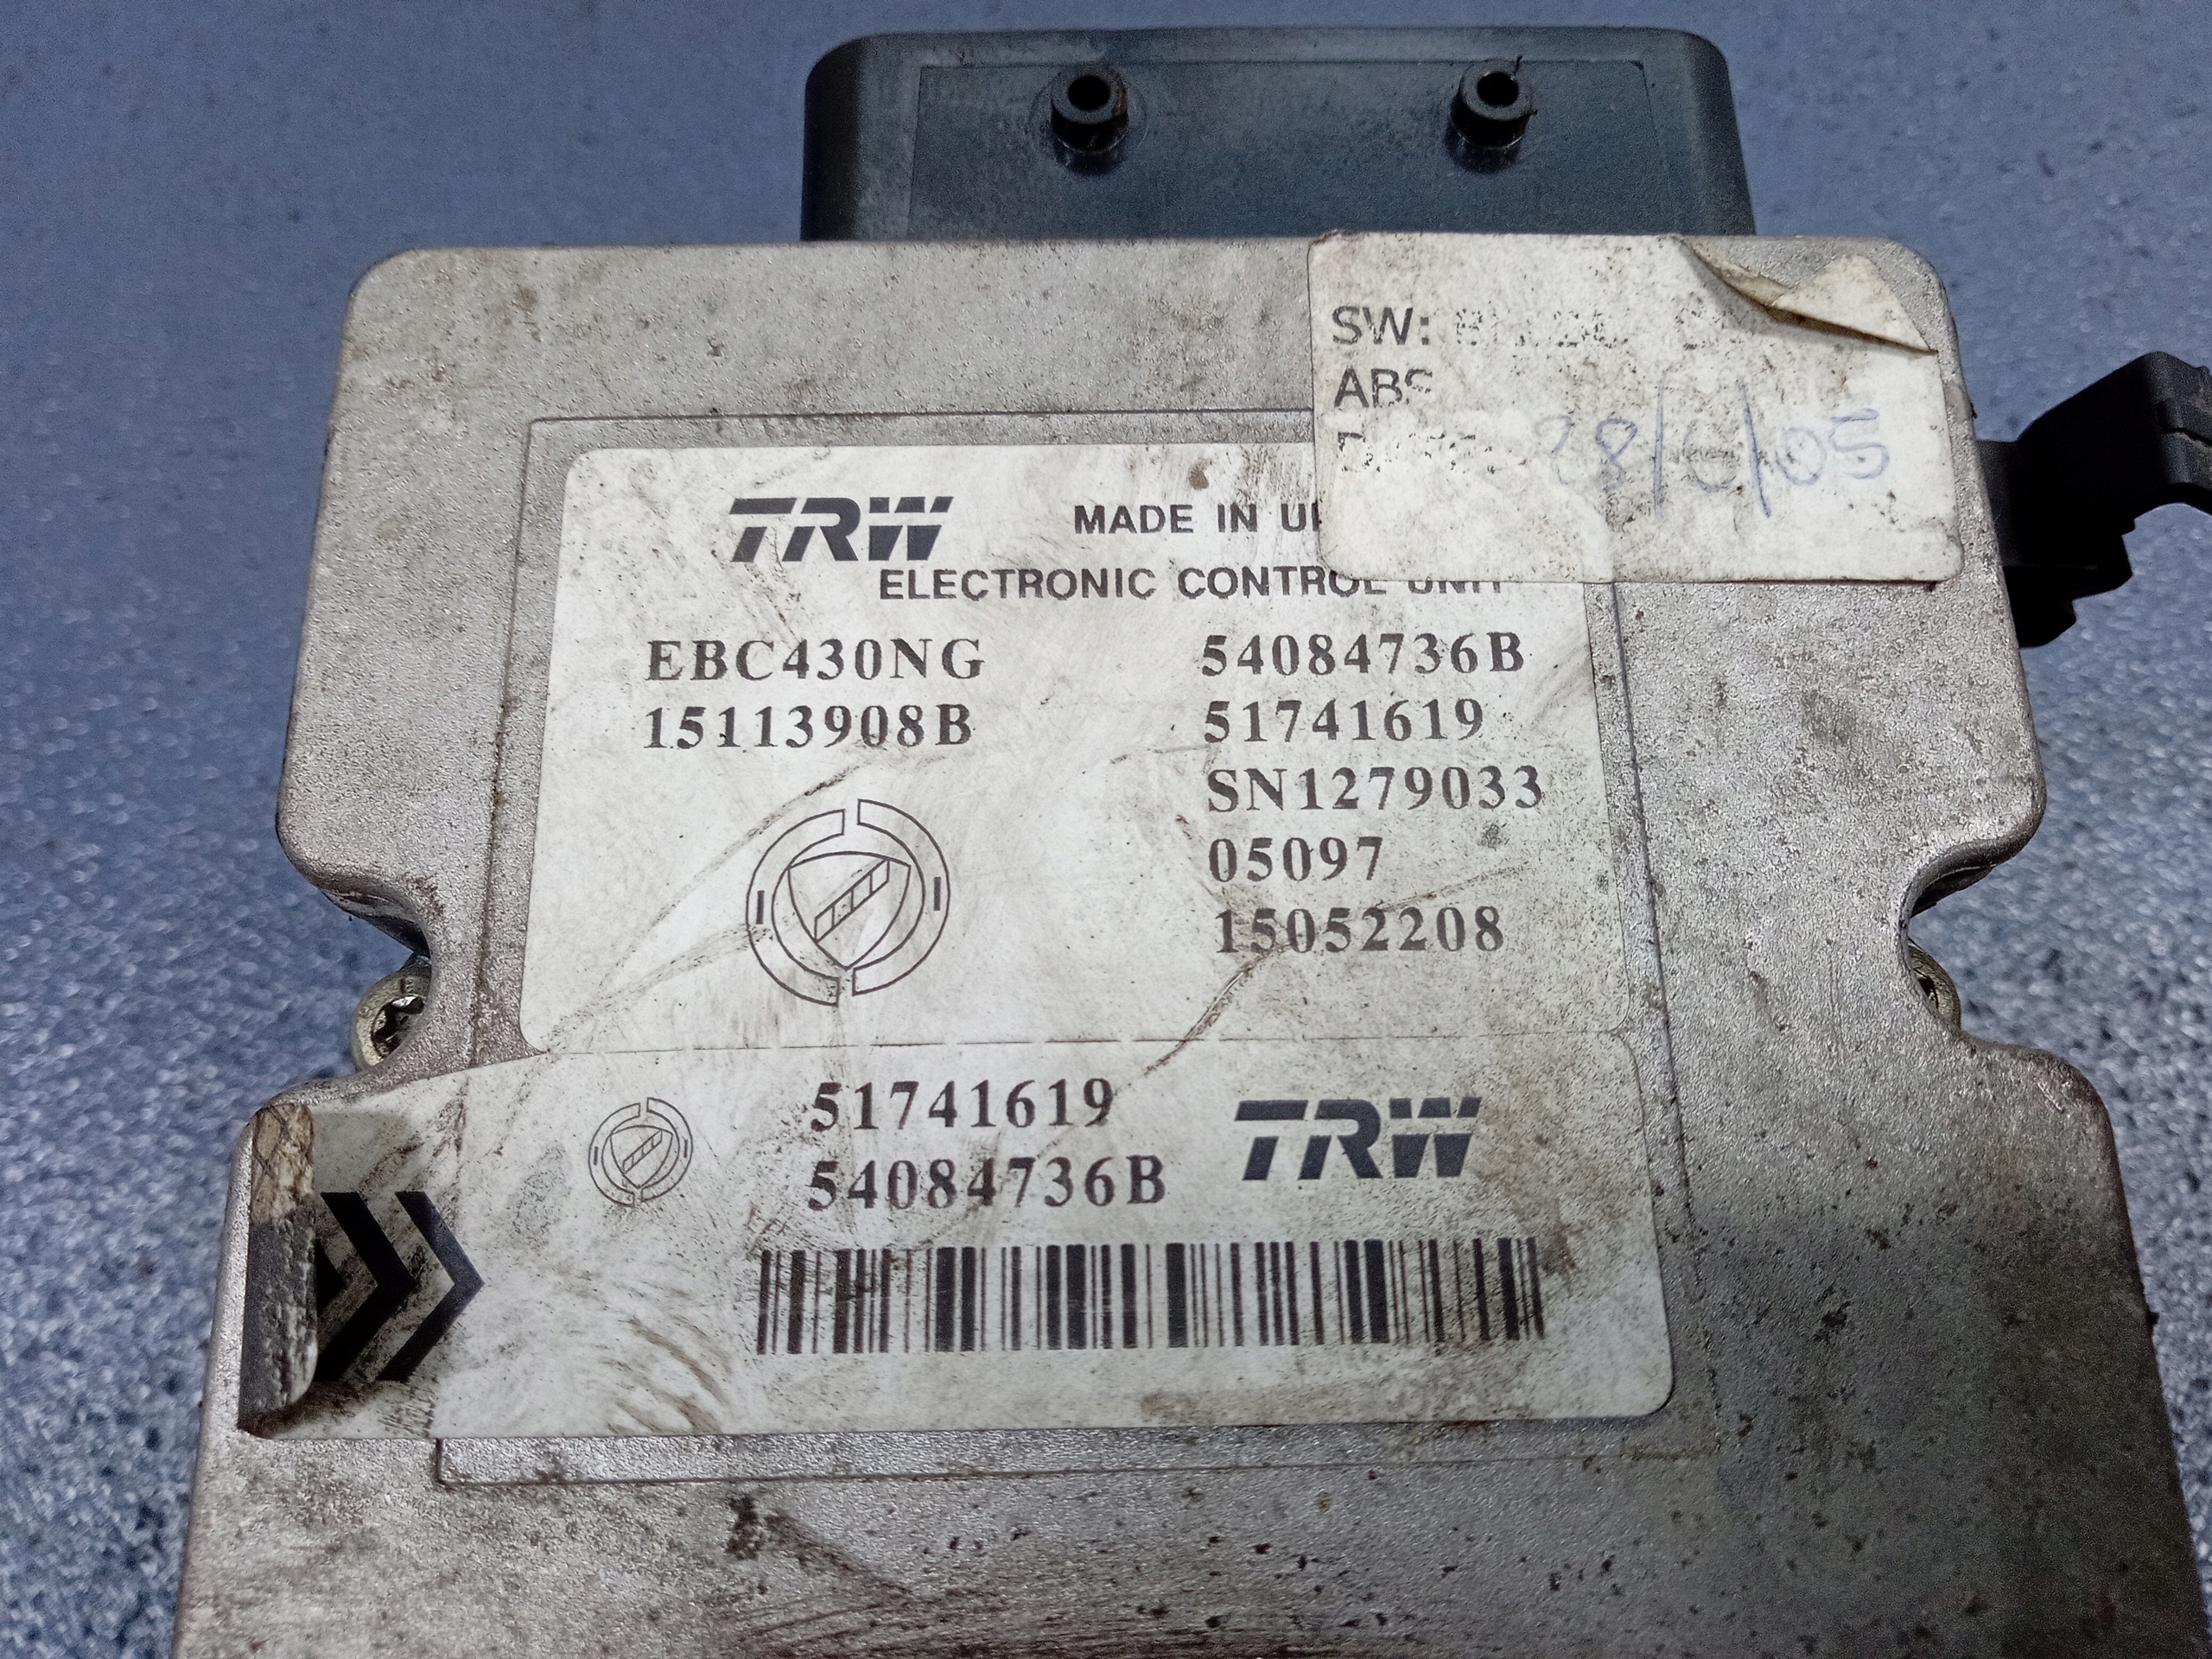 SW:
ABS
28/6/05
TRW
MADE IN
ELECTRONIC CONTROL UNIT
EBC430NG 54084736B
15113908B 51741619
SN1279033
05097
15052208
51741619
54084736B
TRW